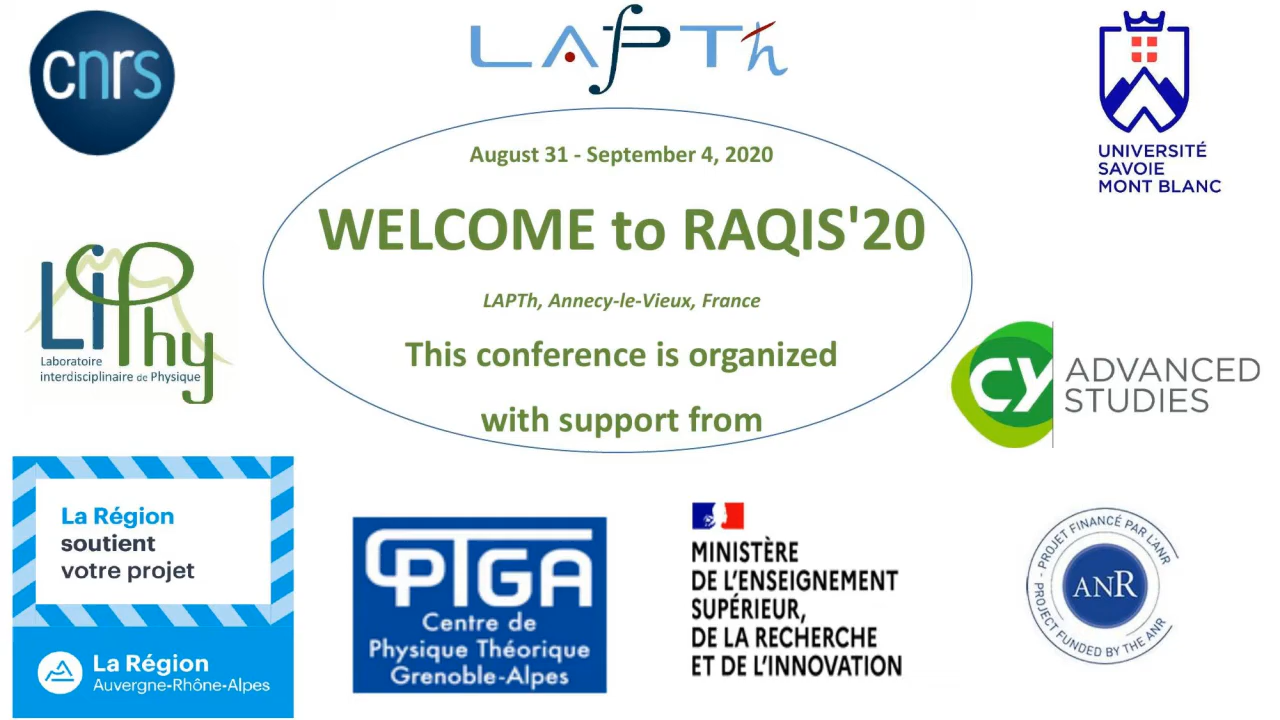 cnrs
LAPTh
UNIVERSITÉ
SAVOIE
MONT BLANC
August 31 - September 4, 2020
WELCOME to RAQIS'20
LAPTh, Annecy-le-Vieux, France
This conference is organized
with support from
LiPhy
Laboratoire
interdisciplinaire de Physique
CY
ADVANCED
STUDIES
La Région
soutient
votre projet
La Région
Auvergne-Rhône-Alpes
CPTGA
Centre de
Physique Théorique
Grenoble-Alpes
MINISTÈRE
DE L'ENSEIGNEMENT
SUPÉRIEUR,
DE LA RECHERCHE
ET DE L'INNOVATION
- PROJET FINANCÉ PAR L'ANR
ANR
PROJECT FUNDED BY THE ANR